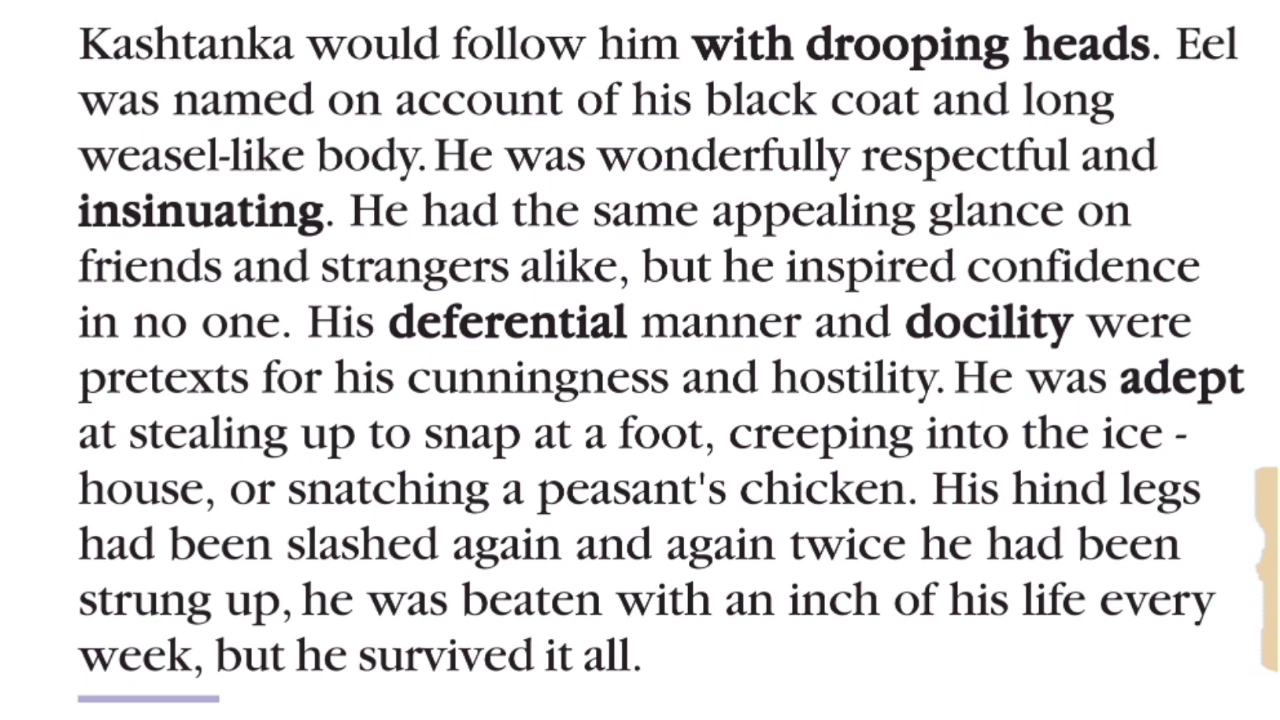 Kashtanka would follow him with drooping heads. Eel
was named on account of his black coat and long
weasel-like body. He was wonderfully respectful and
insinuating. He had the same appealing glance on
friends and strangers alike, but he inspired confidence
in no one. His deferential manner and docility were
pretexts for his cunningness and hostility. He was adept
at stealing up to snap at a foot, creeping into the ice -
house, or snatching a peasant's chicken. His hind legs
had been slashed again and again twice he had been
strung up, he was beaten with an inch of his life every
week, but he survived it all.